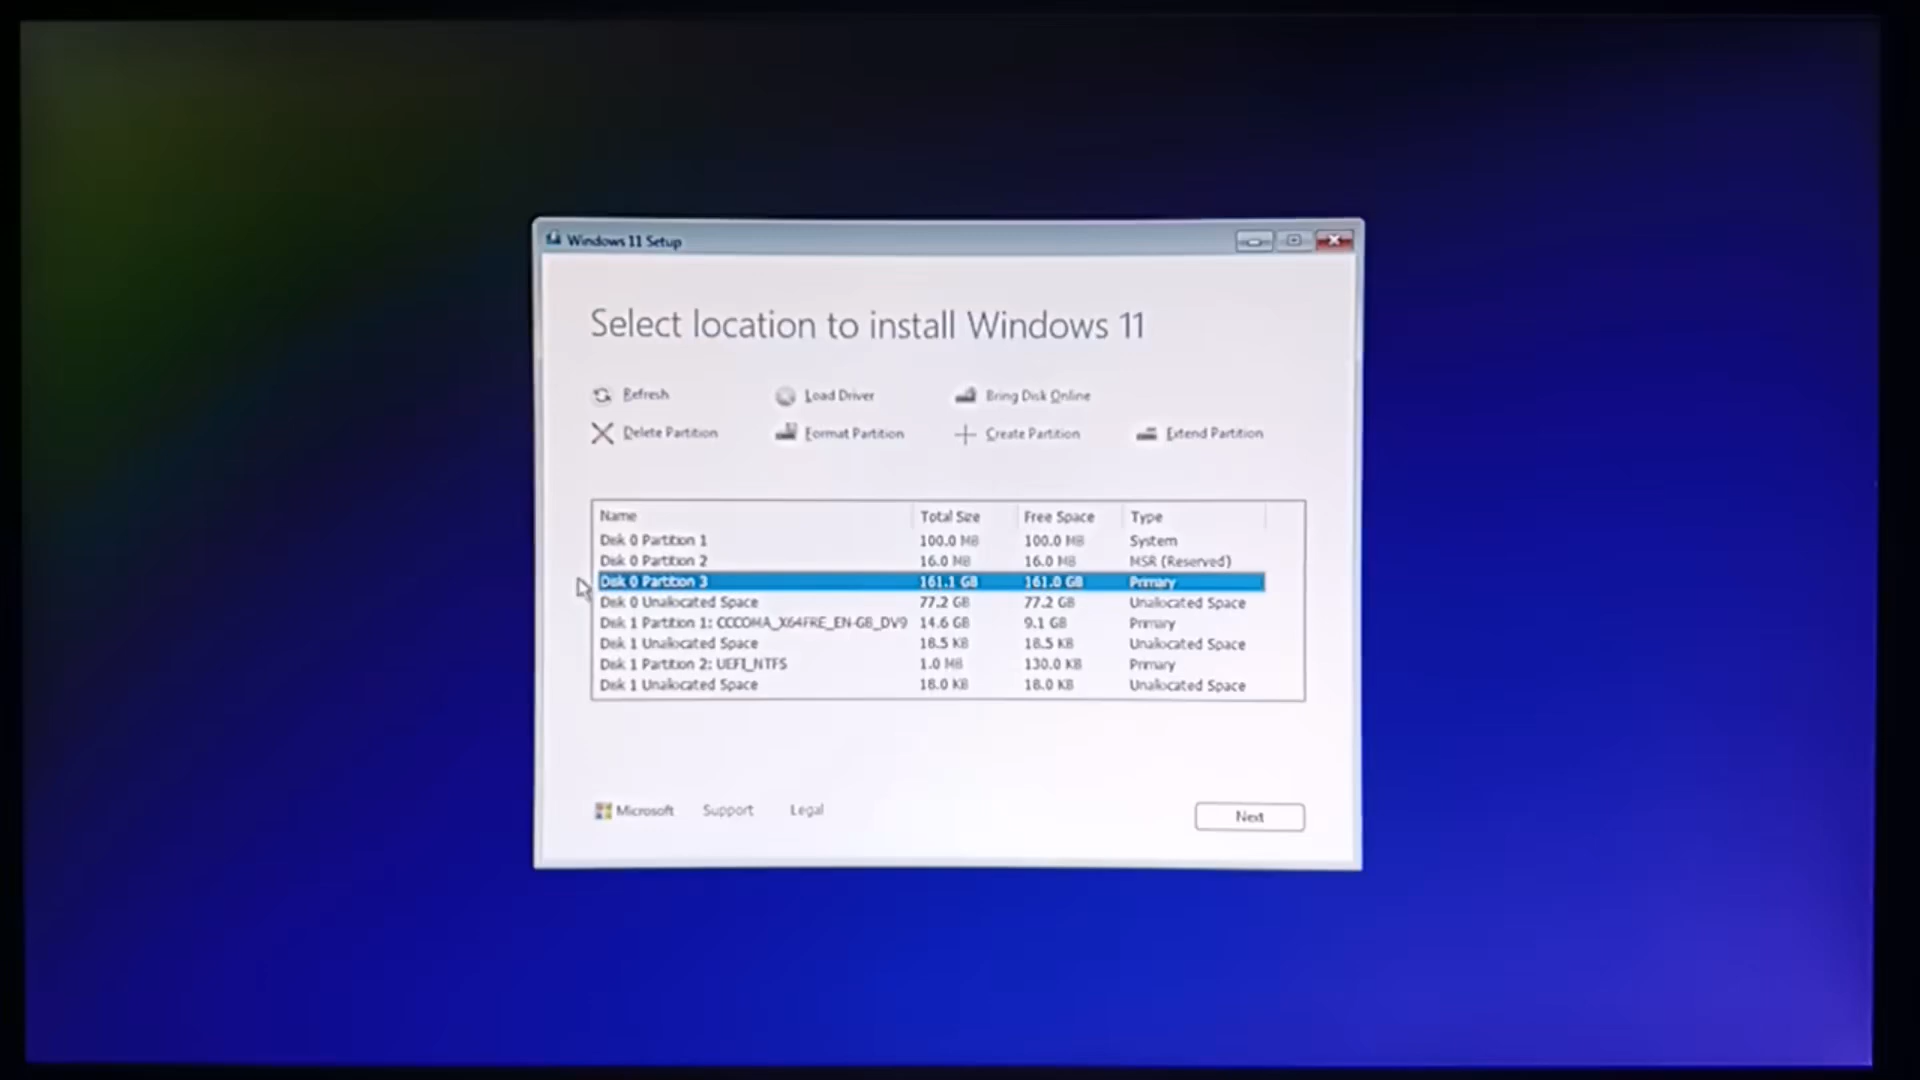 Windows 11 Setup
Select location to install Windows 11
Refresh Load Driver Bring Disk Online
Delete Partition Format Partition Create Partition Extend Partition
Name Total Size Free Space Type
Disk 0 Partition 1 100.0 MB 100.0 MB System
Disk 0 Partition 2 16.0 MB 16.0 MB MSR (Reserved)
Disk 0 Partition 3 161.1 GB 161.0 GB Primary
Disk 0 Unallocated Space 77.2 GB 77.2 GB Unallocated Space
Disk 1 Partition 1: CCCOMA_X64FRE_EN-GB_DV9 14.6 GB 9.1 GB Primary
Disk 1 Unallocated Space 18.5 KB 18.5 KB Unallocated Space
Disk 1 Partition 2: UEFI_NTFS 1.0 MB 130.0 KB Primary
Disk 1 Unallocated Space 18.0 KB 18.0 KB Unallocated Space
Microsoft Support Legal Next